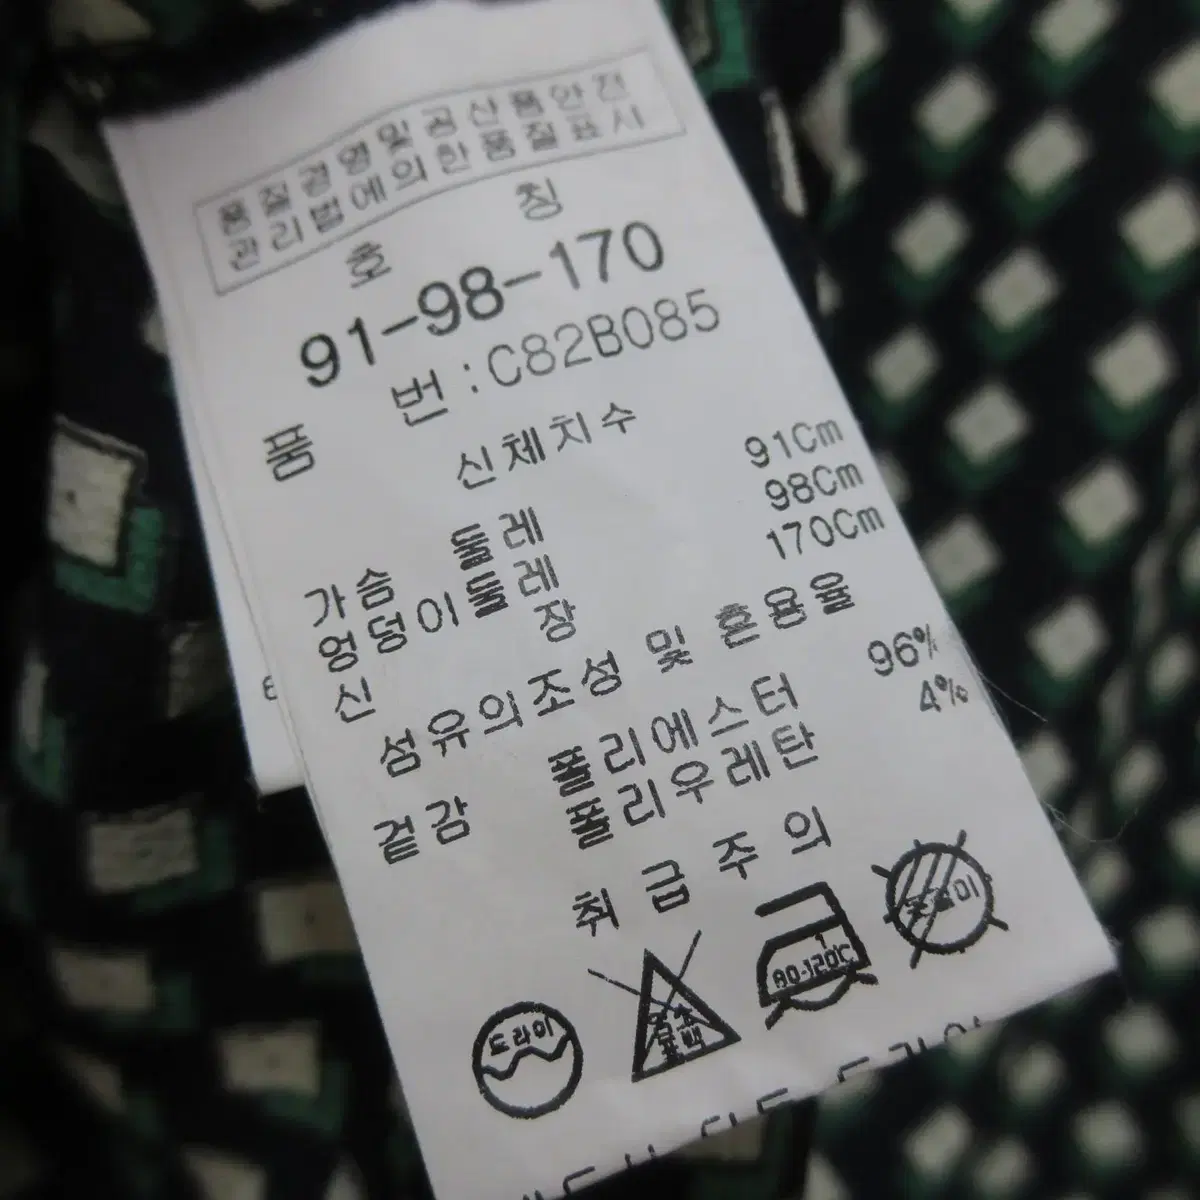 품질경영및공산품안전
관리법에의한품질표시
호 칭
91-98-170
품 번 : C82B085
신체치수
가슴 둘레 91Cm
엉덩이둘레 98Cm
신 장 170Cm
섬유의조성 및 혼용율
겉감 폴리에스터 96%
폴리우레탄 4%
취급주의
드라이
염소
표백
80-120℃